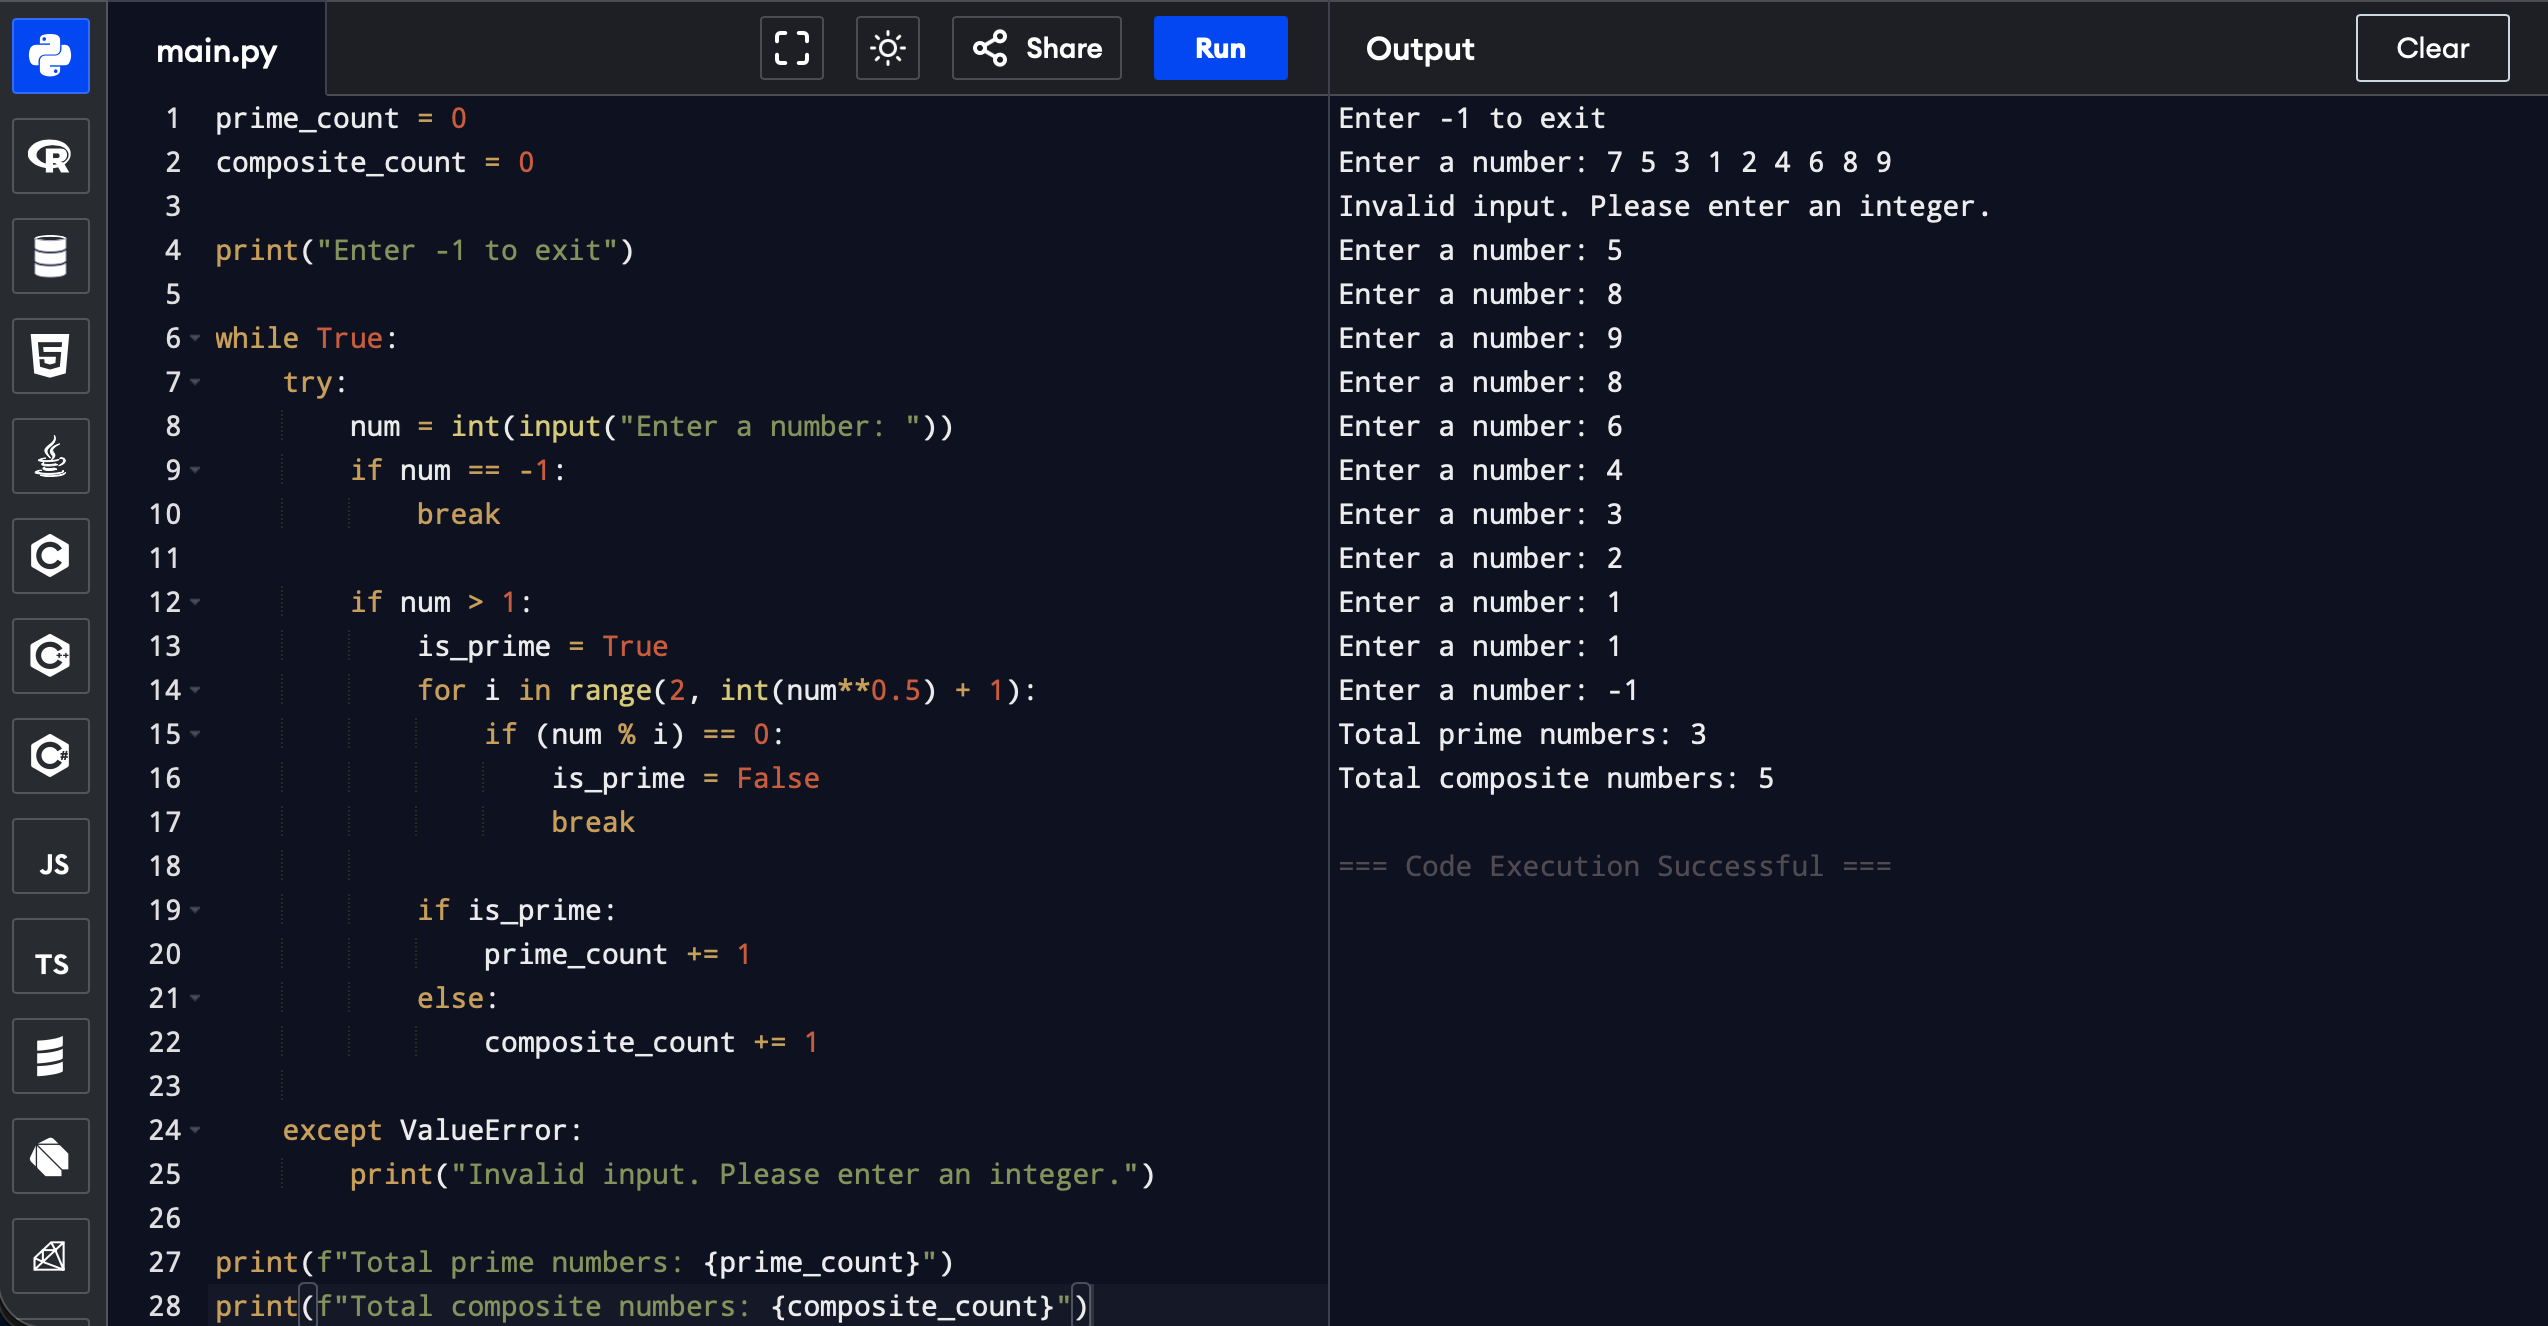 main.py
Share
Run
Output
Clear
R
5
C
C++
C#
JS
TS
1 prime_count = 0
2 composite_count = 0
3
4 print("Enter -1 to exit")
5
6 while True:
7     try:
8         num = int(input("Enter a number: "))
9         if num == -1:
10             break
11
12         if num > 1:
13             is_prime = True
14             for i in range(2, int(num**0.5) + 1):
15                 if (num % i) == 0:
16                     is_prime = False
17                     break
18
19             if is_prime:
20                 prime_count += 1
21             else:
22                 composite_count += 1
23
24     except ValueError:
25         print("Invalid input. Please enter an integer.")
26
27 print(f"Total prime numbers: {prime_count}")
28 print(f"Total composite numbers: {composite_count}")
Enter -1 to exit
Enter a number: 7 5 3 1 2 4 6 8 9
Invalid input. Please enter an integer.
Enter a number: 5
Enter a number: 8
Enter a number: 9
Enter a number: 8
Enter a number: 6
Enter a number: 4
Enter a number: 3
Enter a number: 2
Enter a number: 1
Enter a number: 1
Enter a number: -1
Total prime numbers: 3
Total composite numbers: 5
=== Code Execution Successful ===